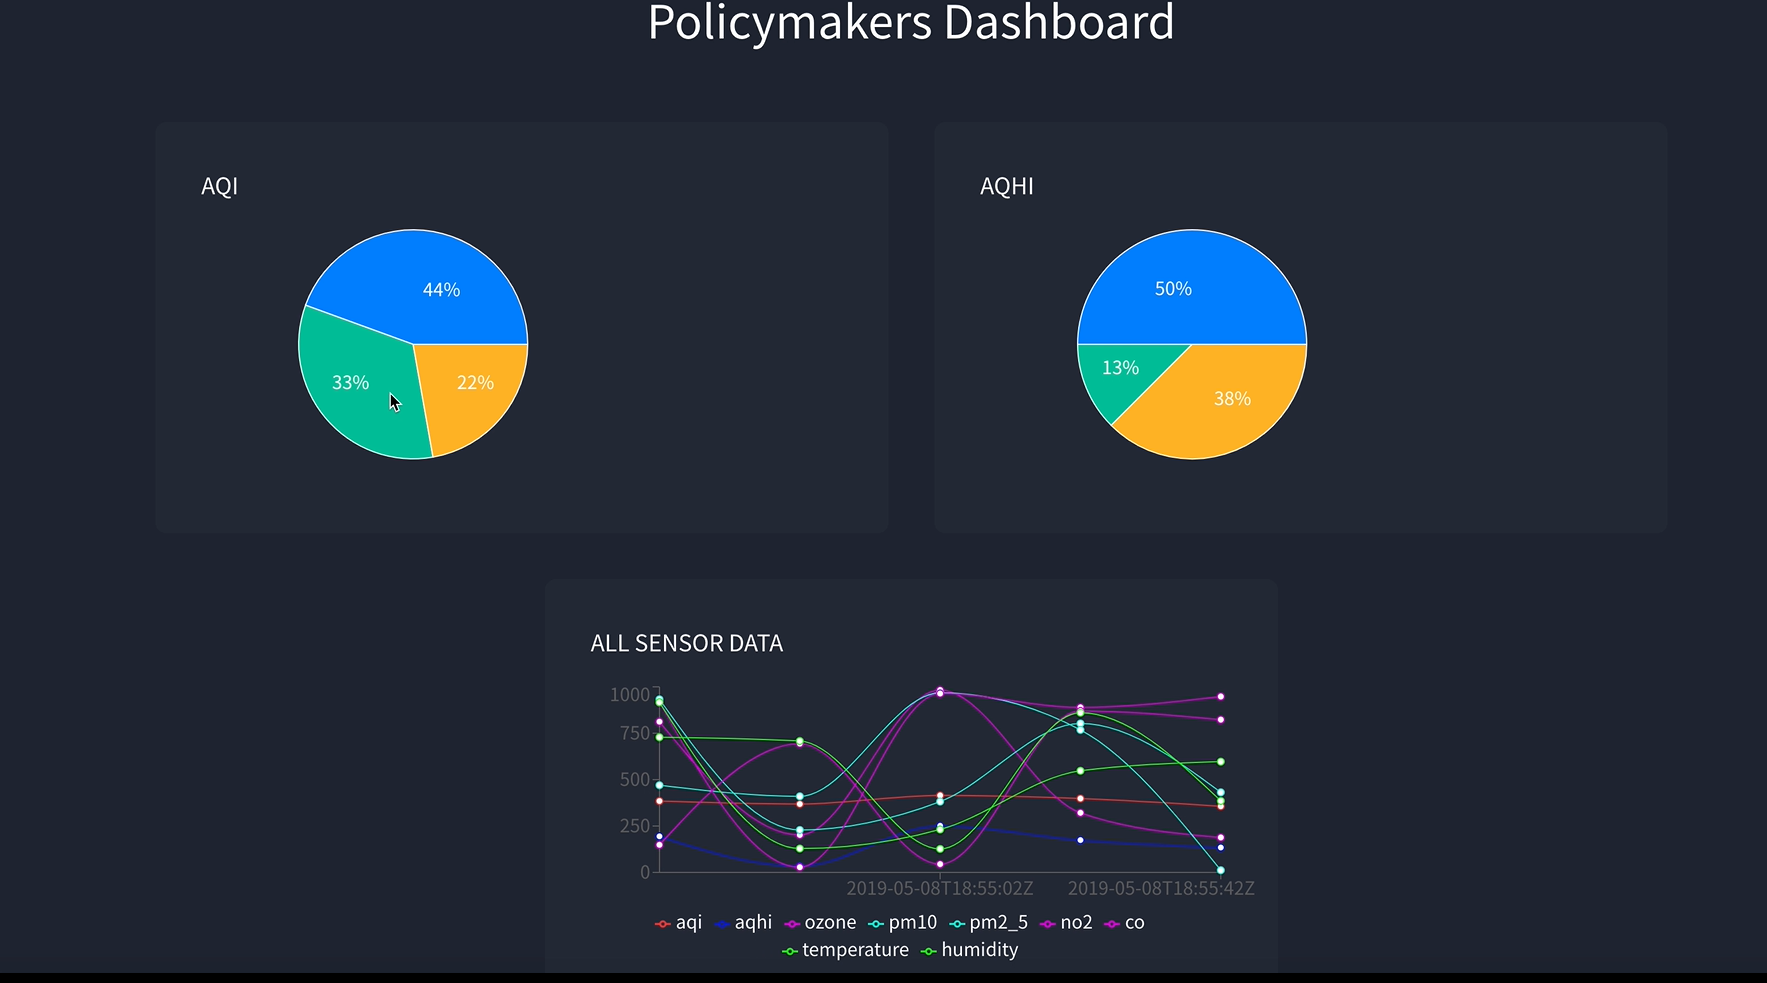 Policymakers Dashboard
AQI
44%
33%
22%
AQHI
50%
13%
38%
ALL SENSOR DATA
1000
750
500
250
0
2019-05-08T18:55:02Z 2019-05-08T18:55:42Z
aqi aqhi ozone pm10 pm2_5 no2 co
temperature humidity